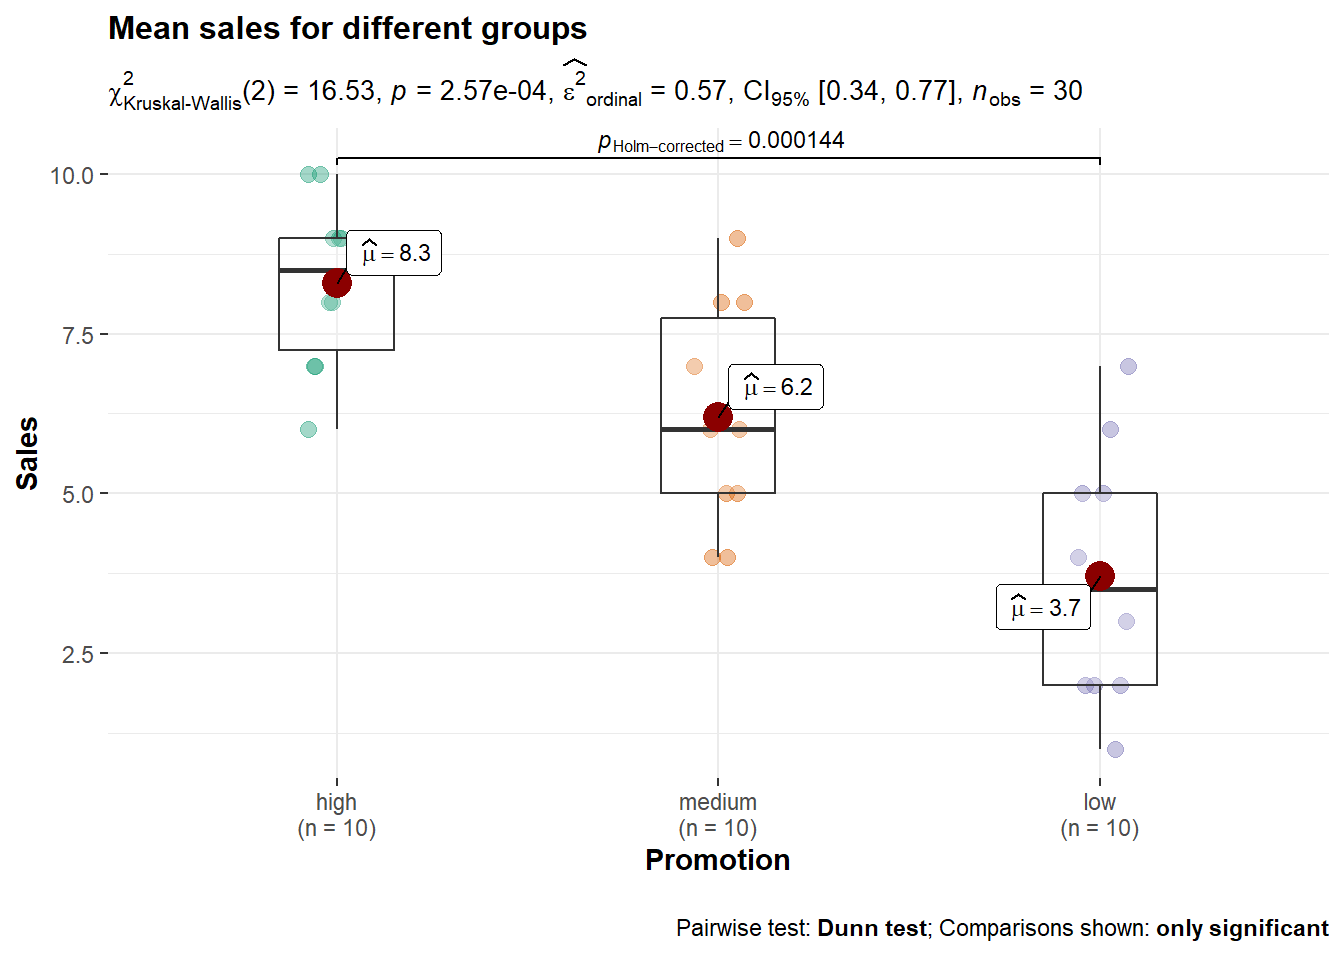 Mean sales for different groups
χ²Kruskal-Wallis(2) = 16.53, p = 2.57e-04, ε̂²ordinal = 0.57, CI95% [0.34, 0.77], nobs = 30
pHolm−corrected = 0.000144
10.0
7.5
5.0
2.5
Sales
μ̂ = 8.3
μ̂ = 6.2
μ̂ = 3.7
high
(n = 10)
medium
(n = 10)
low
(n = 10)
Promotion
Pairwise test: Dunn test; Comparisons shown: only significant